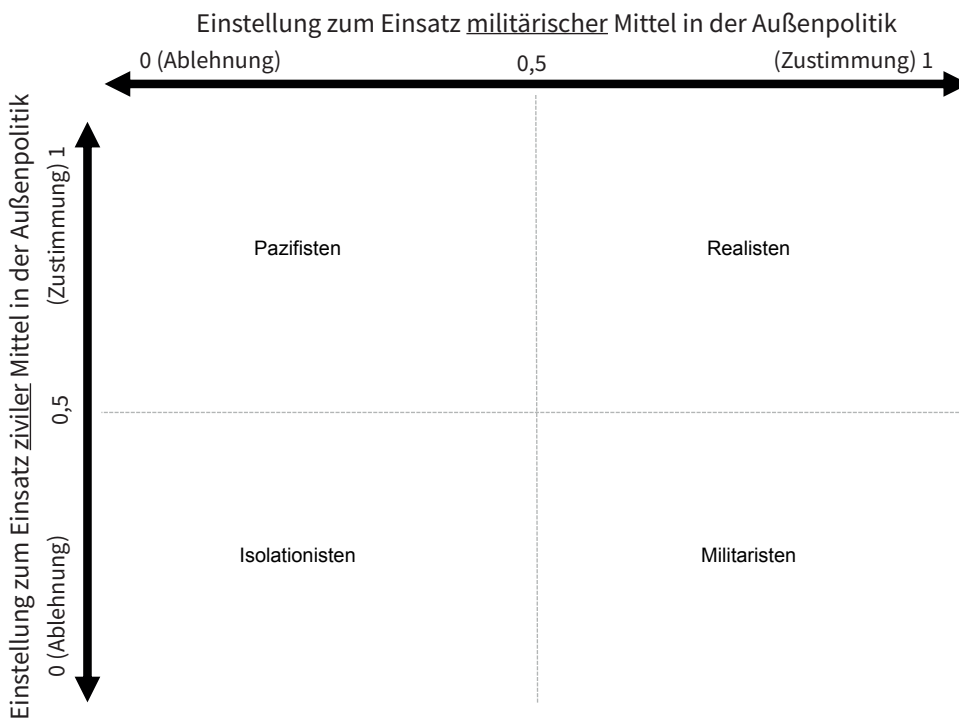 Einstellung zum Einsatz militärischer Mittel in der Außenpolitik
0 (Ablehnung) 0,5 (Zustimmung) 1
Einstellung zum Einsatz ziviler Mittel in der Außenpolitik
0 (Ablehnung) 0,5 (Zustimmung) 1
Pazifisten Realisten
Isolationisten Militaristen